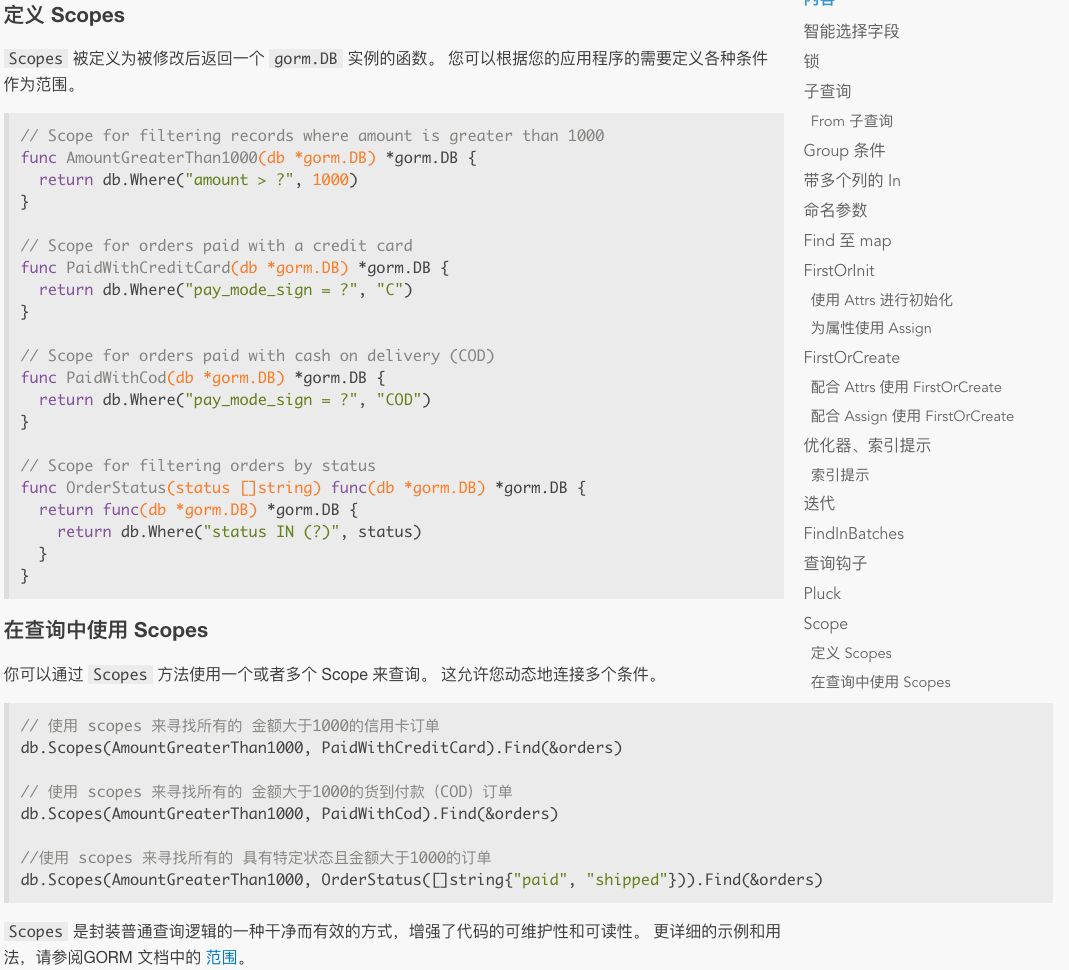 定义 Scopes
Scopes 被定义为被修改后返回一个 gorm.DB 实例的函数。 您可以根据您的应用程序的需要定义各种条件
作为范围。
// Scope for filtering records where amount is greater than 1000
func AmountGreaterThan1000(db *gorm.DB) *gorm.DB {
  return db.Where("amount > ?", 1000)
}

// Scope for orders paid with a credit card
func PaidWithCreditCard(db *gorm.DB) *gorm.DB {
  return db.Where("pay_mode_sign = ?", "C")
}

// Scope for orders paid with cash on delivery (COD)
func PaidWithCod(db *gorm.DB) *gorm.DB {
  return db.Where("pay_mode_sign = ?", "COD")
}

// Scope for filtering orders by status
func OrderStatus(status []string) func(db *gorm.DB) *gorm.DB {
  return func(db *gorm.DB) *gorm.DB {
    return db.Where("status IN (?)", status)
  }
}
在查询中使用 Scopes
你可以通过 Scopes 方法使用一个或者多个 Scope 来查询。 这允许您动态地连接多个条件。
// 使用 scopes 来寻找所有的 金额大于1000的信用卡订单
db.Scopes(AmountGreaterThan1000, PaidWithCreditCard).Find(&orders)

// 使用 scopes 来寻找所有的 金额大于1000的货到付款（COD）订单
db.Scopes(AmountGreaterThan1000, PaidWithCod).Find(&orders)

//使用 scopes 来寻找所有的 具有特定状态且金额大于1000的订单
db.Scopes(AmountGreaterThan1000, OrderStatus([]string{"paid", "shipped"})).Find(&orders)
Scopes 是封装普通查询逻辑的一种干净而有效的方式，增强了代码的可维护性和可读性。 更详细的示例和用
法，请参阅GORM 文档中的 范围。
内容
智能选择字段
锁
子查询
From 子查询
Group 条件
带多个列的 In
命名参数
Find 至 map
FirstOrInit
使用 Attrs 进行初始化
为属性使用 Assign
FirstOrCreate
配合 Attrs 使用 FirstOrCreate
配合 Assign 使用 FirstOrCreate
优化器、索引提示
索引提示
迭代
FindInBatches
查询钩子
Pluck
Scope
定义 Scopes
在查询中使用 Scopes